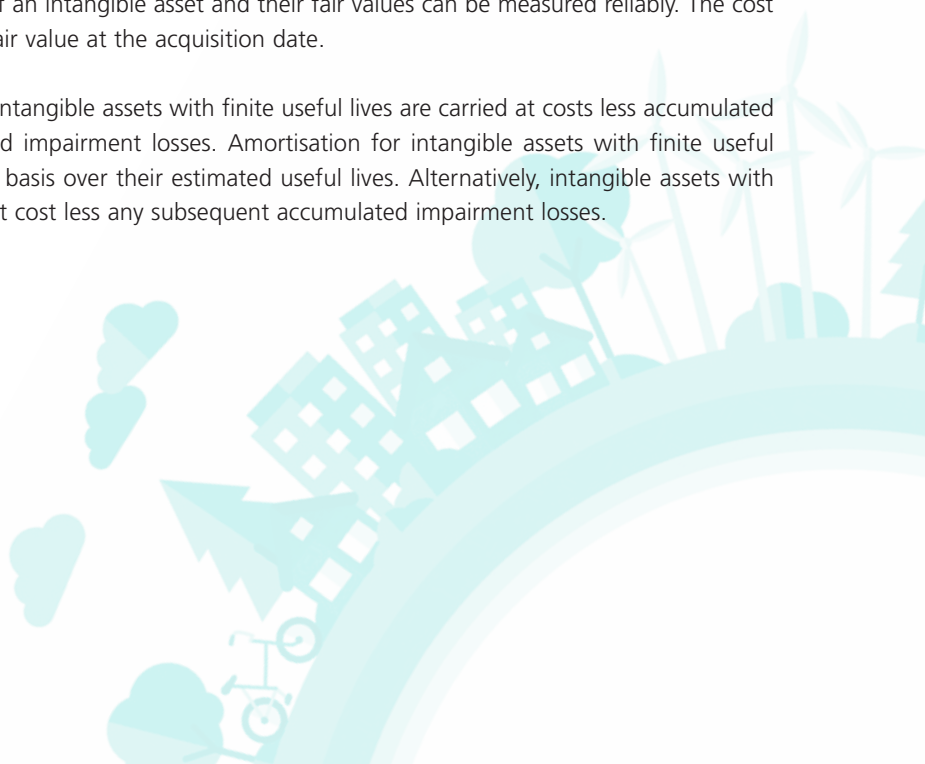 an intangible asset and their fair values can be measured reliably. The cost
air value at the acquisition date.
ntangible assets with finite useful lives are carried at costs less accumulated
d impairment losses. Amortisation for intangible assets with finite useful
basis over their estimated useful lives. Alternatively, intangible assets with
t cost less any subsequent accumulated impairment losses.